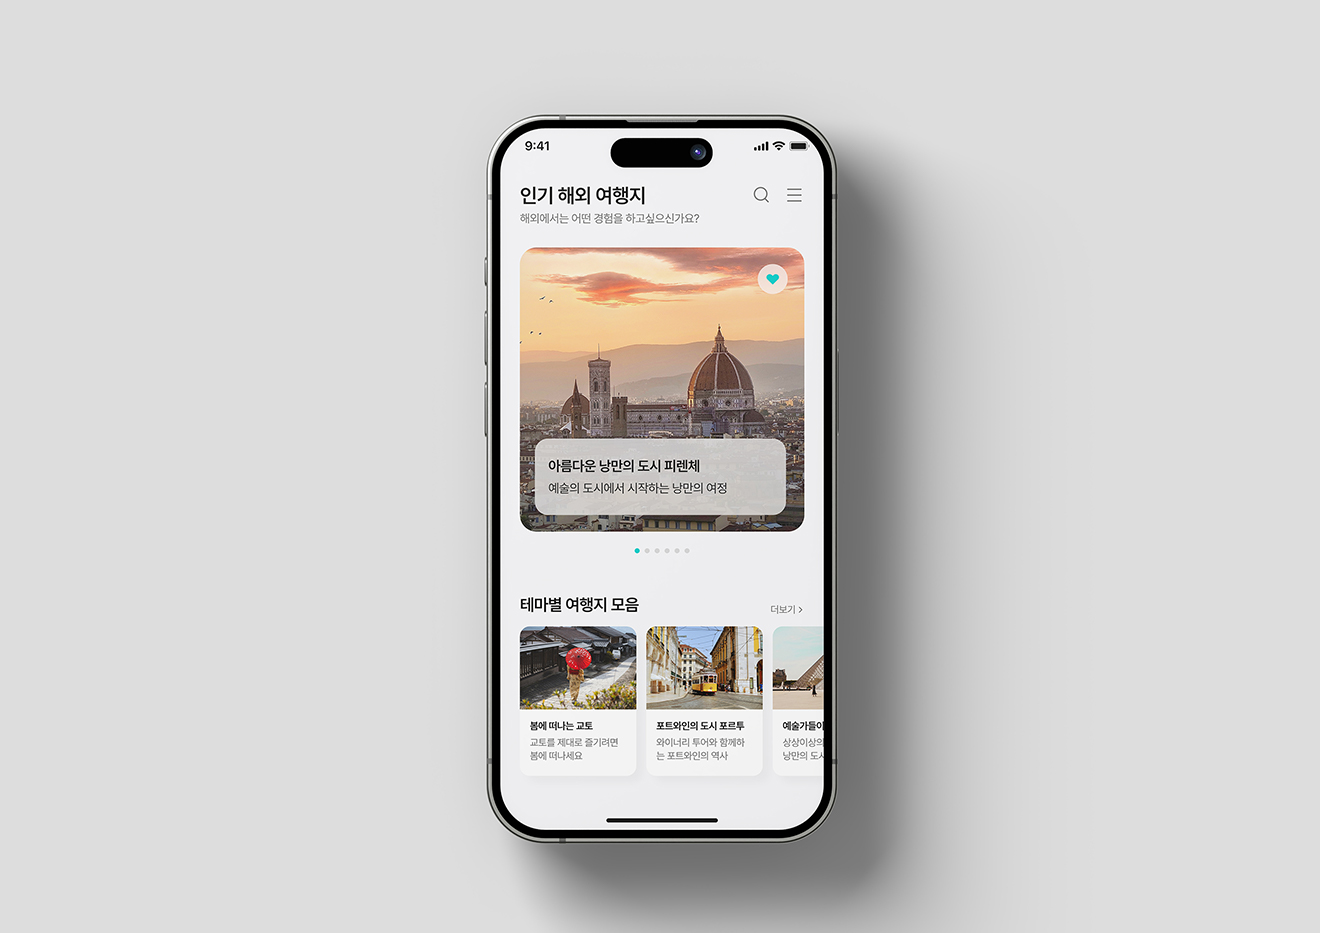 9:41
인기 해외 여행지
해외에서는 어떤 경험을 하고싶으신가요?
아름다운 낭만의 도시 피렌체
예술의 도시에서 시작하는 낭만의 여정
테마별 여행지 모음
더보기 >
봄에 떠나는 교토
교토를 제대로 즐기려면
봄에 떠나세요
포트와인의 도시 포르투
와이너리 투어와 함께하
는 포트와인의 역사
예술가들이
상상이상의
낭만의 도시